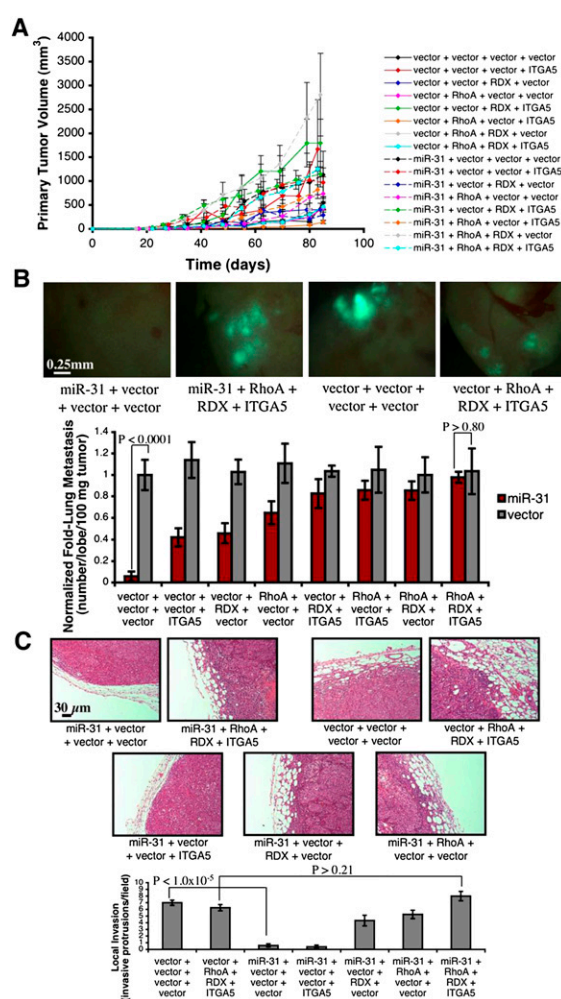 A
Primary Tumor Volume (mm³)
4000
3500
3000
2500
2000
1500
1000
500
0
0 20 40 60 80 100
Time (days)
vector + vector + vector + vector
vector + vector + vector + ITGA5
vector + vector + RDX + vector
vector + RhoA + vector + vector
vector + vector + RDX + ITGA5
vector + RhoA + vector + ITGA5
vector + RhoA + RDX + vector
vector + RhoA + RDX + ITGA5
miR-31 + vector + vector + vector
miR-31 + vector + vector + ITGA5
miR-31 + vector + RDX + vector
miR-31 + RhoA + vector + vector
miR-31 + vector + RDX + ITGA5
miR-31 + RhoA + vector + ITGA5
miR-31 + RhoA + RDX + vector
miR-31 + RhoA + RDX + ITGA5
B
0.25mm
miR-31 + vector
+ vector + vector
miR-31 + RhoA +
RDX + ITGA5
vector + vector +
vector + vector
vector + RhoA +
RDX + ITGA5
Normalized Fold-Lung Metastasis
(number/lobe/100 mg tumor)
1.4
1.2
1
0.8
0.6
0.4
0.2
0
P < 0.0001
P > 0.80
miR-31
vector
vector +
vector +
vector
vector +
vector +
ITGA5
vector +
RDX +
vector
RhoA +
vector +
vector
vector +
RDX +
ITGA5
RhoA +
vector +
ITGA5
RhoA +
RDX +
vector
RhoA +
RDX +
ITGA5
C
30 µm
miR-31 + vector
+ vector + vector
miR-31 + RhoA +
RDX + ITGA5
vector + vector +
vector + vector
vector + RhoA +
RDX + ITGA5
miR-31 + vector
+ vector + ITGA5
miR-31 + vector +
RDX + vector
miR-31 + RhoA +
vector + vector
Local Invasion
(invasive protrusions/field)
10
9
8
7
6
5
4
3
2
1
0
P < 1.0x10⁻⁵
P > 0.21
vector +
vector +
vector +
vector
vector +
RhoA +
RDX +
ITGA5
miR-31 +
vector +
vector +
vector
miR-31 +
vector +
vector +
ITGA5
miR-31 +
vector +
RDX +
vector
miR-31 +
RhoA +
vector +
vector
miR-31 +
RhoA +
RDX +
ITGA5